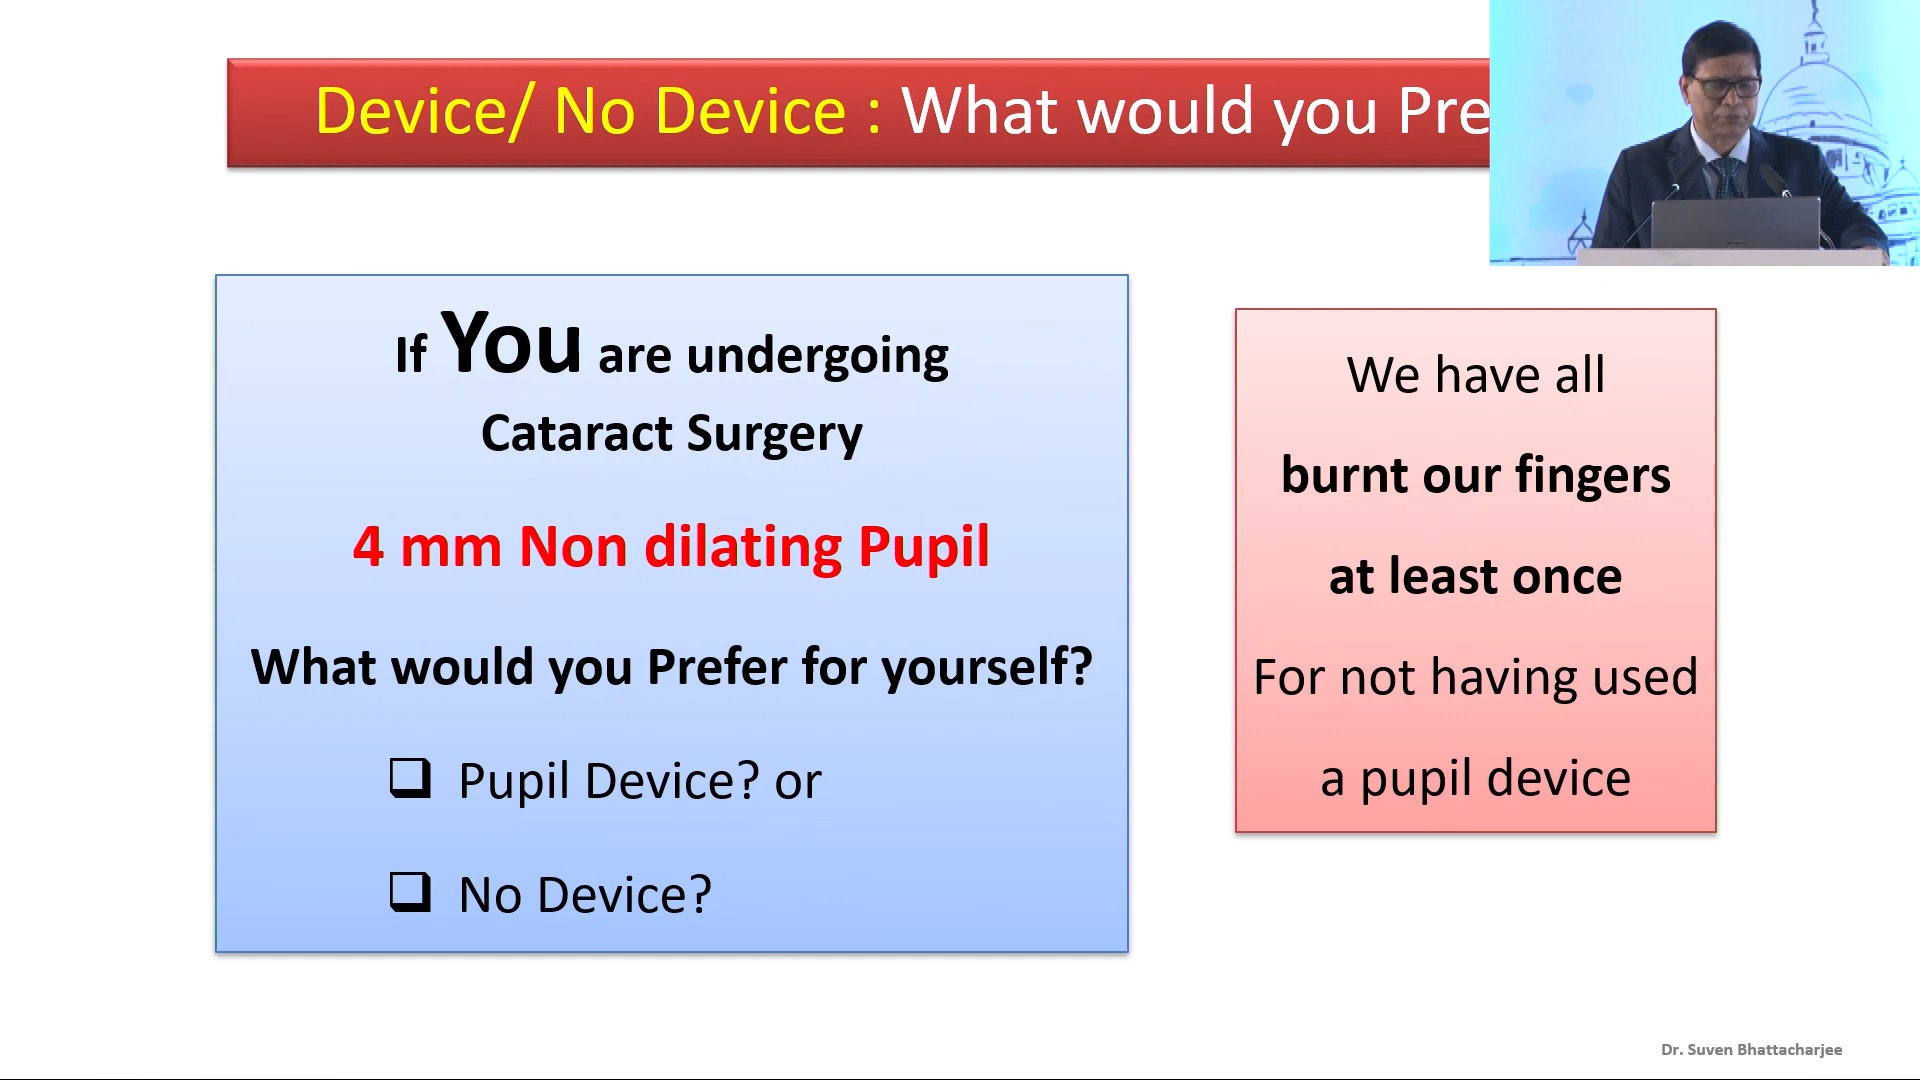 Device/ No Device : What would you Pre
If You are undergoing
Cataract Surgery
4 mm Non dilating Pupil
What would you Prefer for yourself?
Pupil Device? or
No Device?
We have all
burnt our fingers
at least once
For not having used
a pupil device
Dr. Suven Bhattacharjee